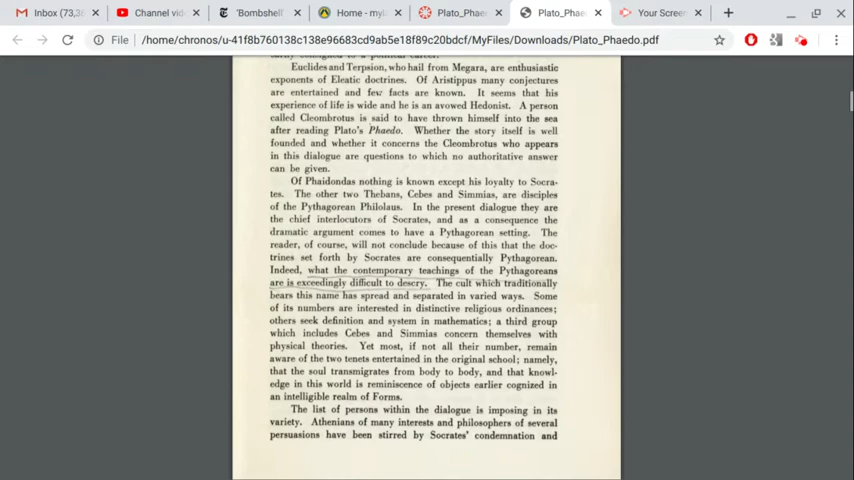 Inbox (73,3
Channel vid
'Bombshell'
Home - myla
Plato_Phae
Plato_Phae
Your Screen
File /home/chronos/u-41f8b760138c138e96683cd9ab5e18f89c20bdcf/MyFiles/Downloads/Plato_Phaedo.pdf
Euclides and Terpsion, who hail from Megara, are enthusiastic
exponents of Eleatic doctrines. Of Aristippus many conjectures
are entertained and few facts are known. It seems that his
experience of life is wide and he is an avowed Hedonist. A person
called Cleombrotus is said to have thrown himself into the sea
after reading Plato's Phaedo. Whether the story itself is well
founded and whether it concerns the Cleombrotus who appears
in this dialogue are questions to which no authoritative answer
can be given.
Of Phaidondas nothing is known except his loyalty to Socra-
tes. The other two Thebans, Cebes and Simmias, are disciples
of the Pythagorean Philolaus. In the present dialogue they are
the chief interlocutors of Socrates, and as a consequence the
dramatic argument comes to have a Pythagorean setting. The
reader, of course, will not conclude because of this that the doc-
trines set forth by Socrates are consequentially Pythagorean.
Indeed, what the contemporary teachings of the Pythagoreans
are is exceedingly difficult to descry. The cult which traditionally
bears this name has spread and separated in varied ways. Some
of its numbers are interested in distinctive religious ordinances;
others seek definition and system in mathematics; a third group
which includes Cebes and Simmias concern themselves with
physical theories. Yet most, if not all their number, remain
aware of the two tenets entertained in the original school; namely,
that the soul transmigrates from body to body, and that knowl-
edge in this world is reminiscence of objects earlier cognized in
an intelligible realm of Forms.
The list of persons within the dialogue is imposing in its
variety. Athenians of many interests and philosophers of several
persuasions have been stirred by Socrates' condemnation and